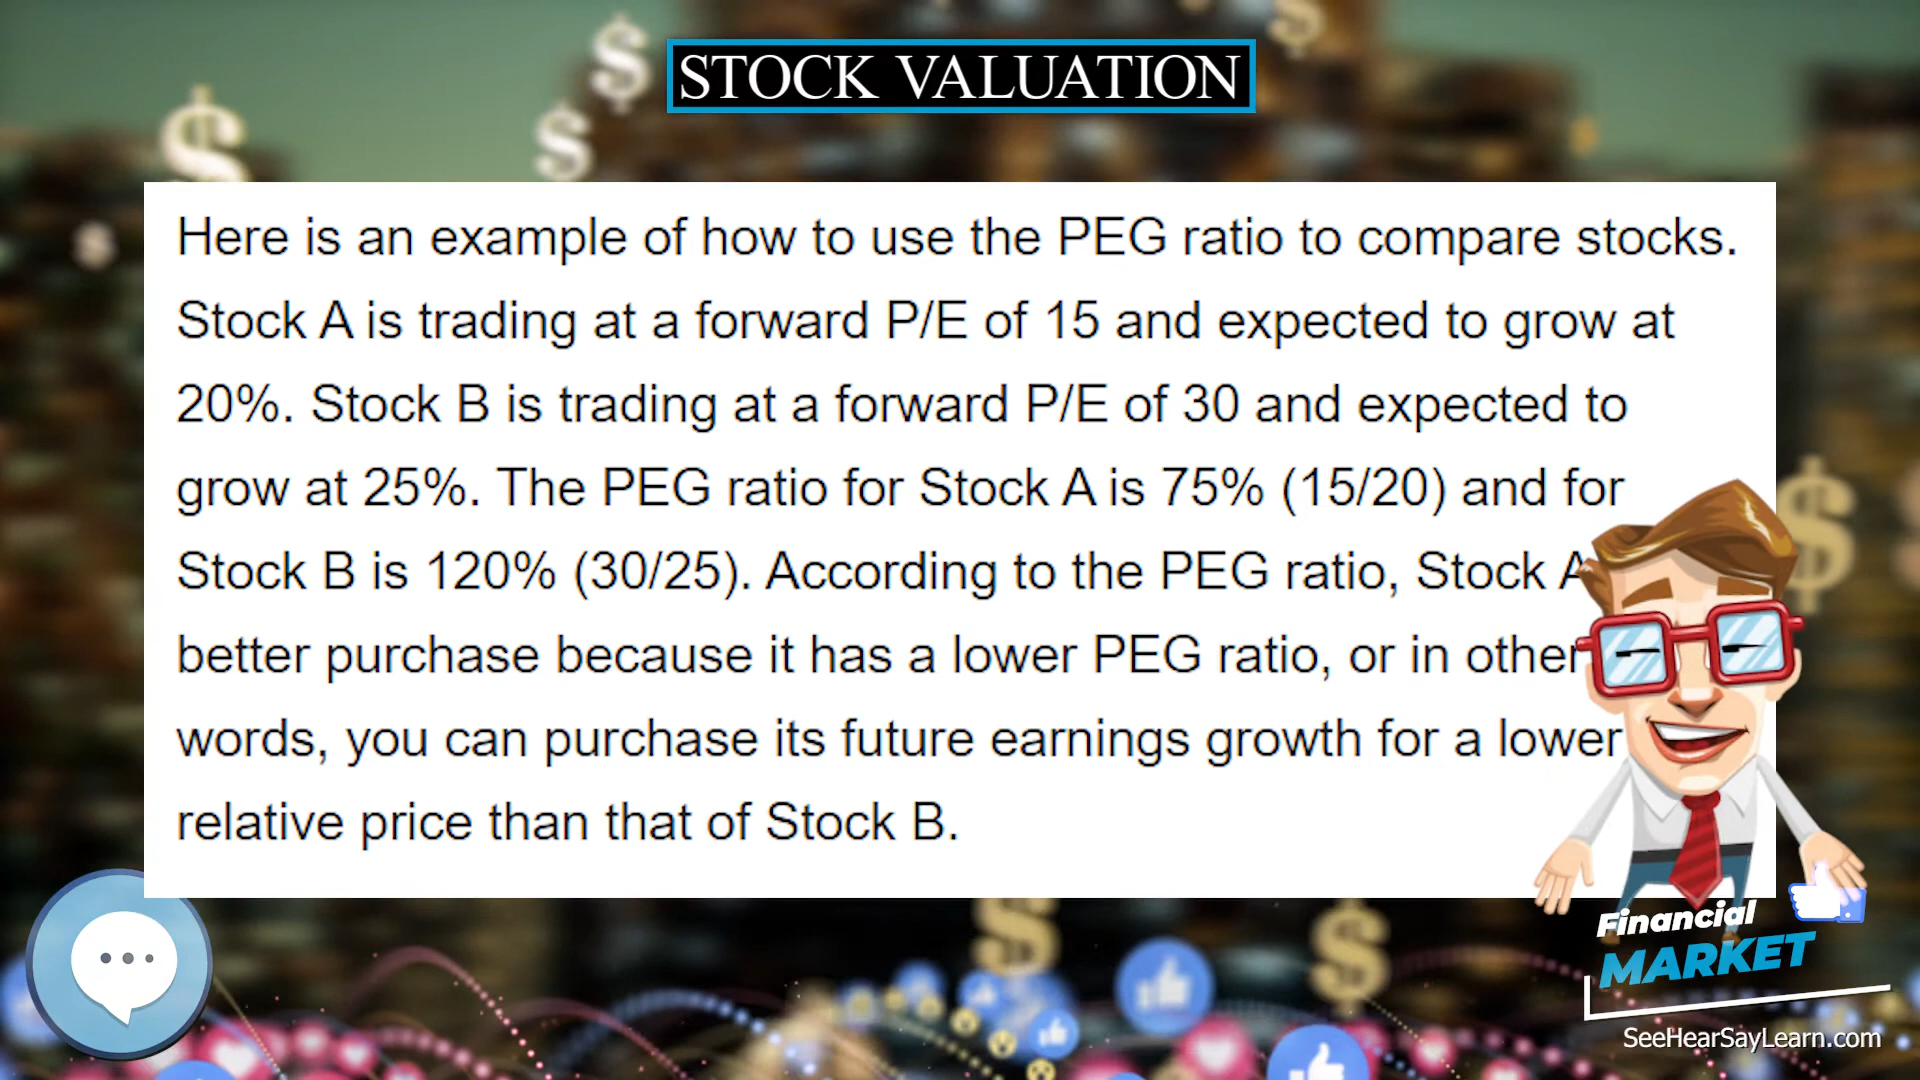 STOCK VALUATION
Here is an example of how to use the PEG ratio to compare stocks.
Stock A is trading at a forward P/E of 15 and expected to grow at
20%. Stock B is trading at a forward P/E of 30 and expected to
grow at 25%. The PEG ratio for Stock A is 75% (15/20) and for
Stock B is 120% (30/25). According to the PEG ratio, Stock A
better purchase because it has a lower PEG ratio, or in other
words, you can purchase its future earnings growth for a lower
relative price than that of Stock B.
Financial
MARKET
SeeHearSayLearn.com